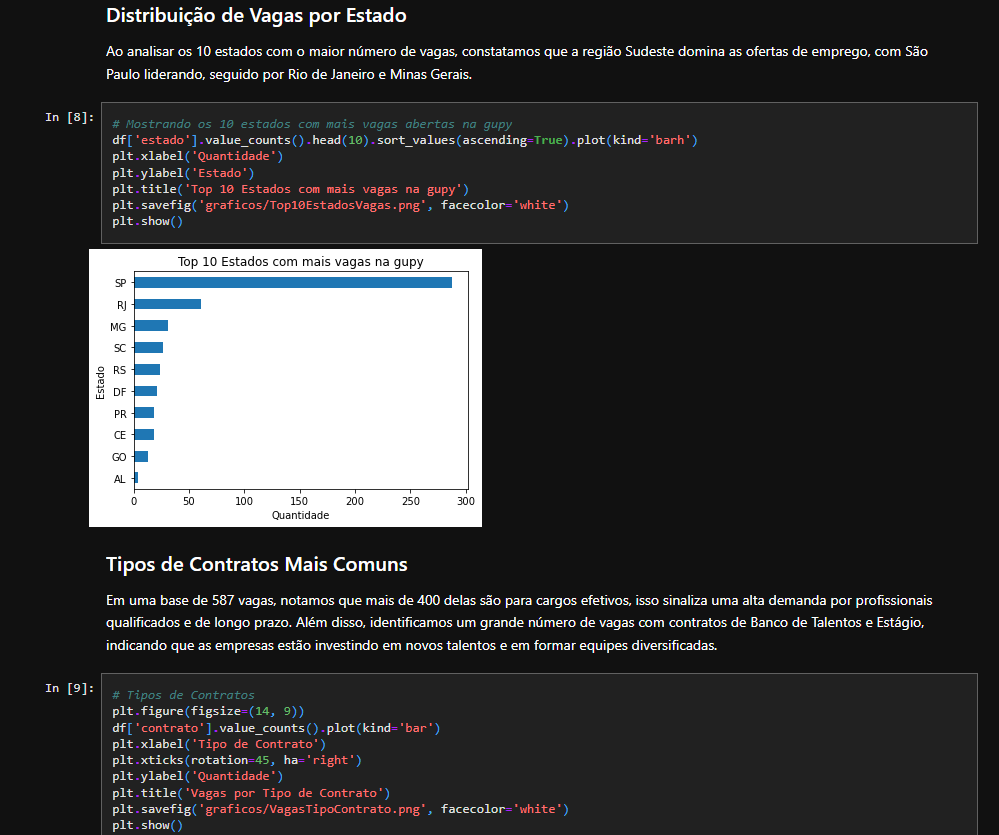 Distribuição de Vagas por Estado
Ao analisar os 10 estados com o maior número de vagas, constatamos que a região Sudeste domina as ofertas de emprego, com São
Paulo liderando, seguido por Rio de Janeiro e Minas Gerais.
In [8]:
# Mostrando os 10 estados com mais vagas abertas na gupy
df['estado'].value_counts().head(10).sort_values(ascending=True).plot(kind='barh')
plt.xlabel('Quantidade')
plt.ylabel('Estado')
plt.title('Top 10 Estados com mais vagas na gupy')
plt.savefig('graficos/Top10EstadosVagas.png', facecolor='white')
plt.show()
Top 10 Estados com mais vagas na gupy
SP
RJ
MG
SC
RS
DF
PR
CE
GO
AL
Estado
0 50 100 150 200 250 300
Quantidade
Tipos de Contratos Mais Comuns
Em uma base de 587 vagas, notamos que mais de 400 delas são para cargos efetivos, isso sinaliza uma alta demanda por profissionais
qualificados e de longo prazo. Além disso, identificamos um grande número de vagas com contratos de Banco de Talentos e Estágio,
indicando que as empresas estão investindo em novos talentos e em formar equipes diversificadas.
In [9]:
# Tipos de Contratos
plt.figure(figsize=(14, 9))
df['contrato'].value_counts().plot(kind='bar')
plt.xlabel('Tipo de Contrato')
plt.xticks(rotation=45, ha='right')
plt.ylabel('Quantidade')
plt.title('Vagas por Tipo de Contrato')
plt.savefig('graficos/VagasTipoContrato.png', facecolor='white')
plt.show()